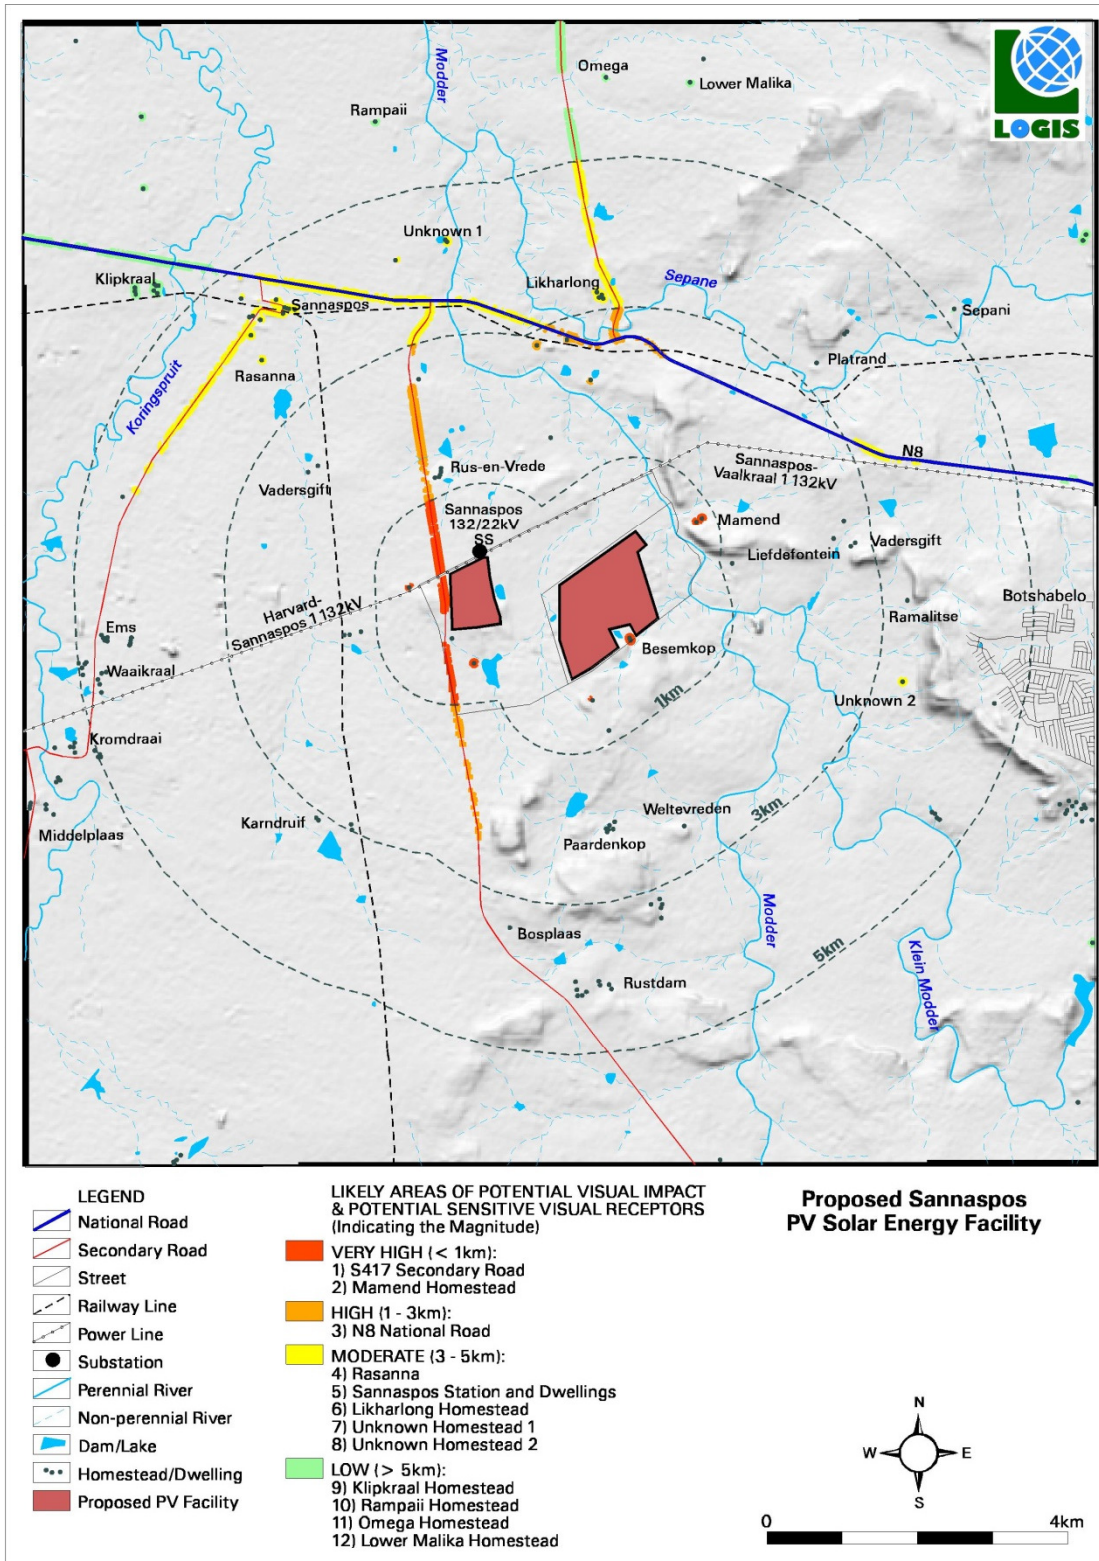 Modder
Omega
Lower Malika
LOGIS
Rampaii
Unknown 1
Klipkraal
Likharlong
Sepane
Sannaspos
Sepani
Platrand
Rasanna
Koringspruit
N8
Rus-en-Vrede
Sannaspos-
Vaalkraal 1 132kV
Vadersgift
Sannaspos
132/22kV
SS
Mamend
Vadersgift
Liefdefontein
Botshabelo
Harvard-
Sannaspos 1 132kV
Ramalitse
Ems
Besemkop
Waaikraal
1km
Unknown 2
Kromdraai
Weltevreden
3km
Middelplaas
Karndruif
Paardenkop
Modder
Bosplaas
5km
Klein Modder
Rustdam
LEGEND
National Road
Secondary Road
Street
Railway Line
Power Line
Substation
Perennial River
Non-perennial River
Dam/Lake
Homestead/Dwelling
Proposed PV Facility
LIKELY AREAS OF POTENTIAL VISUAL IMPACT
& POTENTIAL SENSITIVE VISUAL RECEPTORS
(Indicating the Magnitude)
VERY HIGH (< 1km):
1) S417 Secondary Road
2) Mamend Homestead
HIGH (1 - 3km):
3) N8 National Road
MODERATE (3 - 5km):
4) Rasanna
5) Sannaspos Station and Dwellings
6) Likharlong Homestead
7) Unknown Homestead 1
8) Unknown Homestead 2
LOW (> 5km):
9) Klipkraal Homestead
10) Rampaii Homestead
11) Omega Homestead
12) Lower Malika Homestead
Proposed Sannaspos
PV Solar Energy Facility
N
W
E
S
0
4km